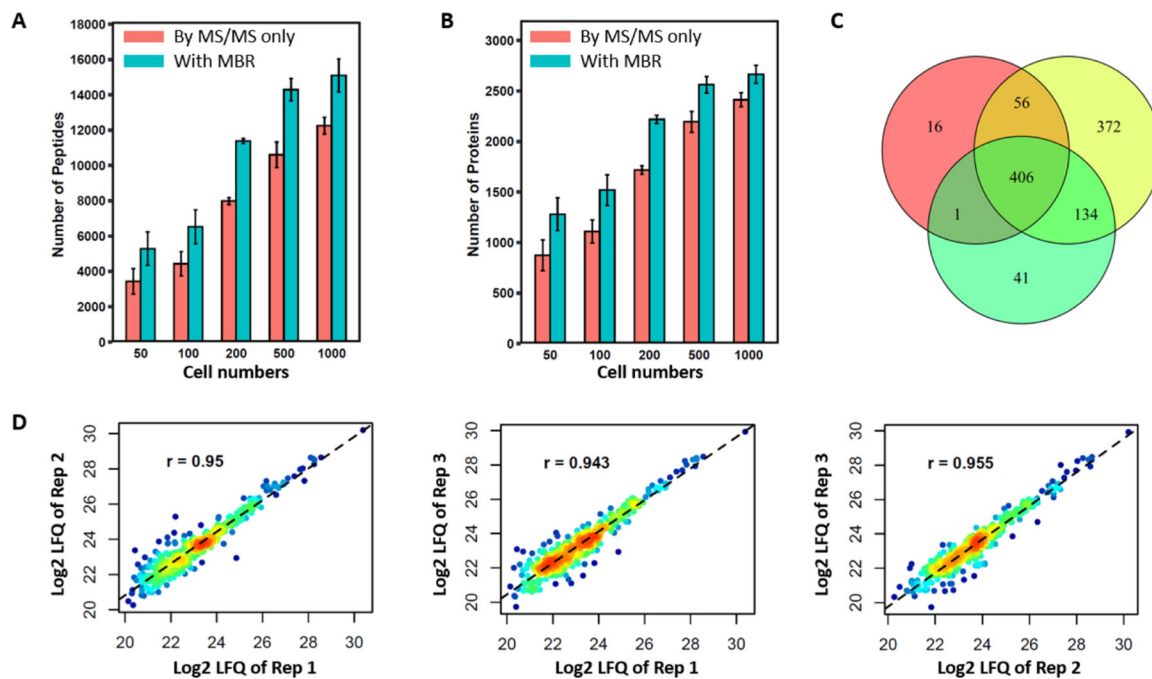 A
By MS/MS only
With MBR
Number of Peptides
18000
16000
14000
12000
10000
8000
6000
4000
2000
0
50 100 200 500 1000
Cell numbers
B
By MS/MS only
With MBR
Number of Proteins
3000
2500
2000
1500
1000
500
0
50 100 200 500 1000
Cell numbers
C
16
56
372
406
1
134
41
D
r = 0.95
Log2 LFQ of Rep 2
30
28
26
24
22
20
20 22 24 26 28 30
Log2 LFQ of Rep 1
r = 0.943
Log2 LFQ of Rep 3
30
28
26
24
22
20
20 22 24 26 28 30
Log2 LFQ of Rep 1
r = 0.955
Log2 LFQ of Rep 3
30
28
26
24
22
20
20 22 24 26 28 30
Log2 LFQ of Rep 2